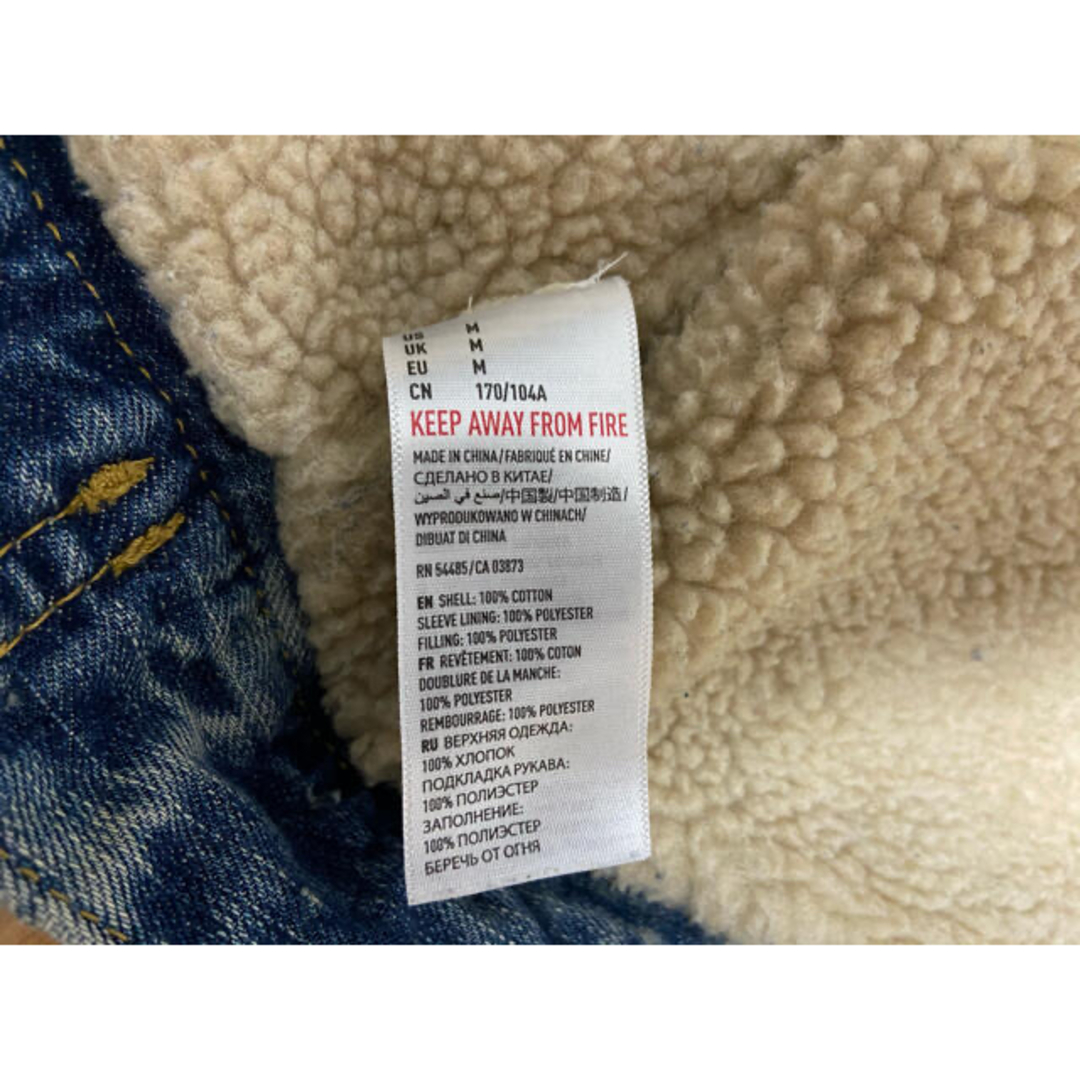 US M
UK M
EU M
CN 170/104A
KEEP AWAY FROM FIRE
MADE IN CHINA/FABRIQUÉ EN CHINE/
СДЕЛАНО В КИТАЕ/
صنع في الصين/中国製/中国制造/
WYPRODUKOWANO W CHINACH/
DIBUAT DI CHINA
RN 54485/CA 03873
EN SHELL: 100% COTTON
SLEEVE LINING: 100% POLYESTER
FILLING: 100% POLYESTER
FR REVÊTEMENT: 100% COTON
DOUBLURE DE LA MANCHE:
100% POLYESTER
REMBOURRAGE: 100% POLYESTER
RU ВЕРХНЯЯ ОДЕЖДА:
100% ХЛОПОК
ПОДКЛАДКА РУКАВА:
100% ПОЛИЭСТЕР
ЗАПОЛНЕНИЕ:
100% ПОЛИЭСТЕР
БЕРЕЧЬ ОТ ОГНЯ